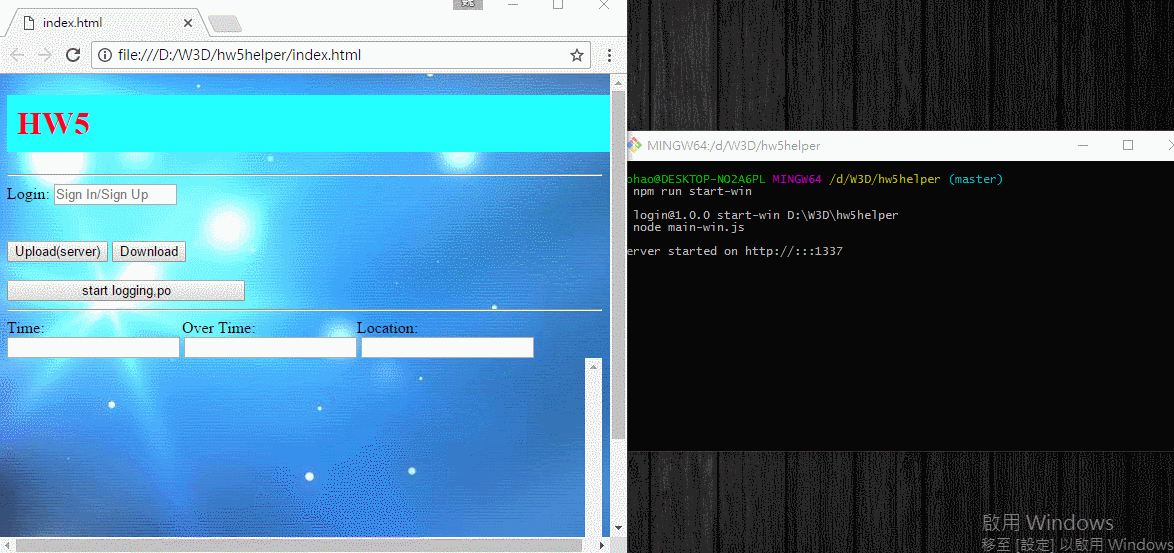 index.html
file:///D:/W3D/hw5helper/index.html
HW5
Login: Sign In/Sign Up
Upload(server) Download
start logging,po
Time: Over Time: Location:
MINGW64:/d/W3D/hw5helper
ohao@DESKTOP-NO2A6PL MINGW64 /d/W3D/hw5helper (master)
npm run start-win
login@1.0.0 start-win D:\W3D\hw5helper
node main-win.js
erver started on http://:::1337
啟用 Windows
移至 [設定] 以啟用 Windows